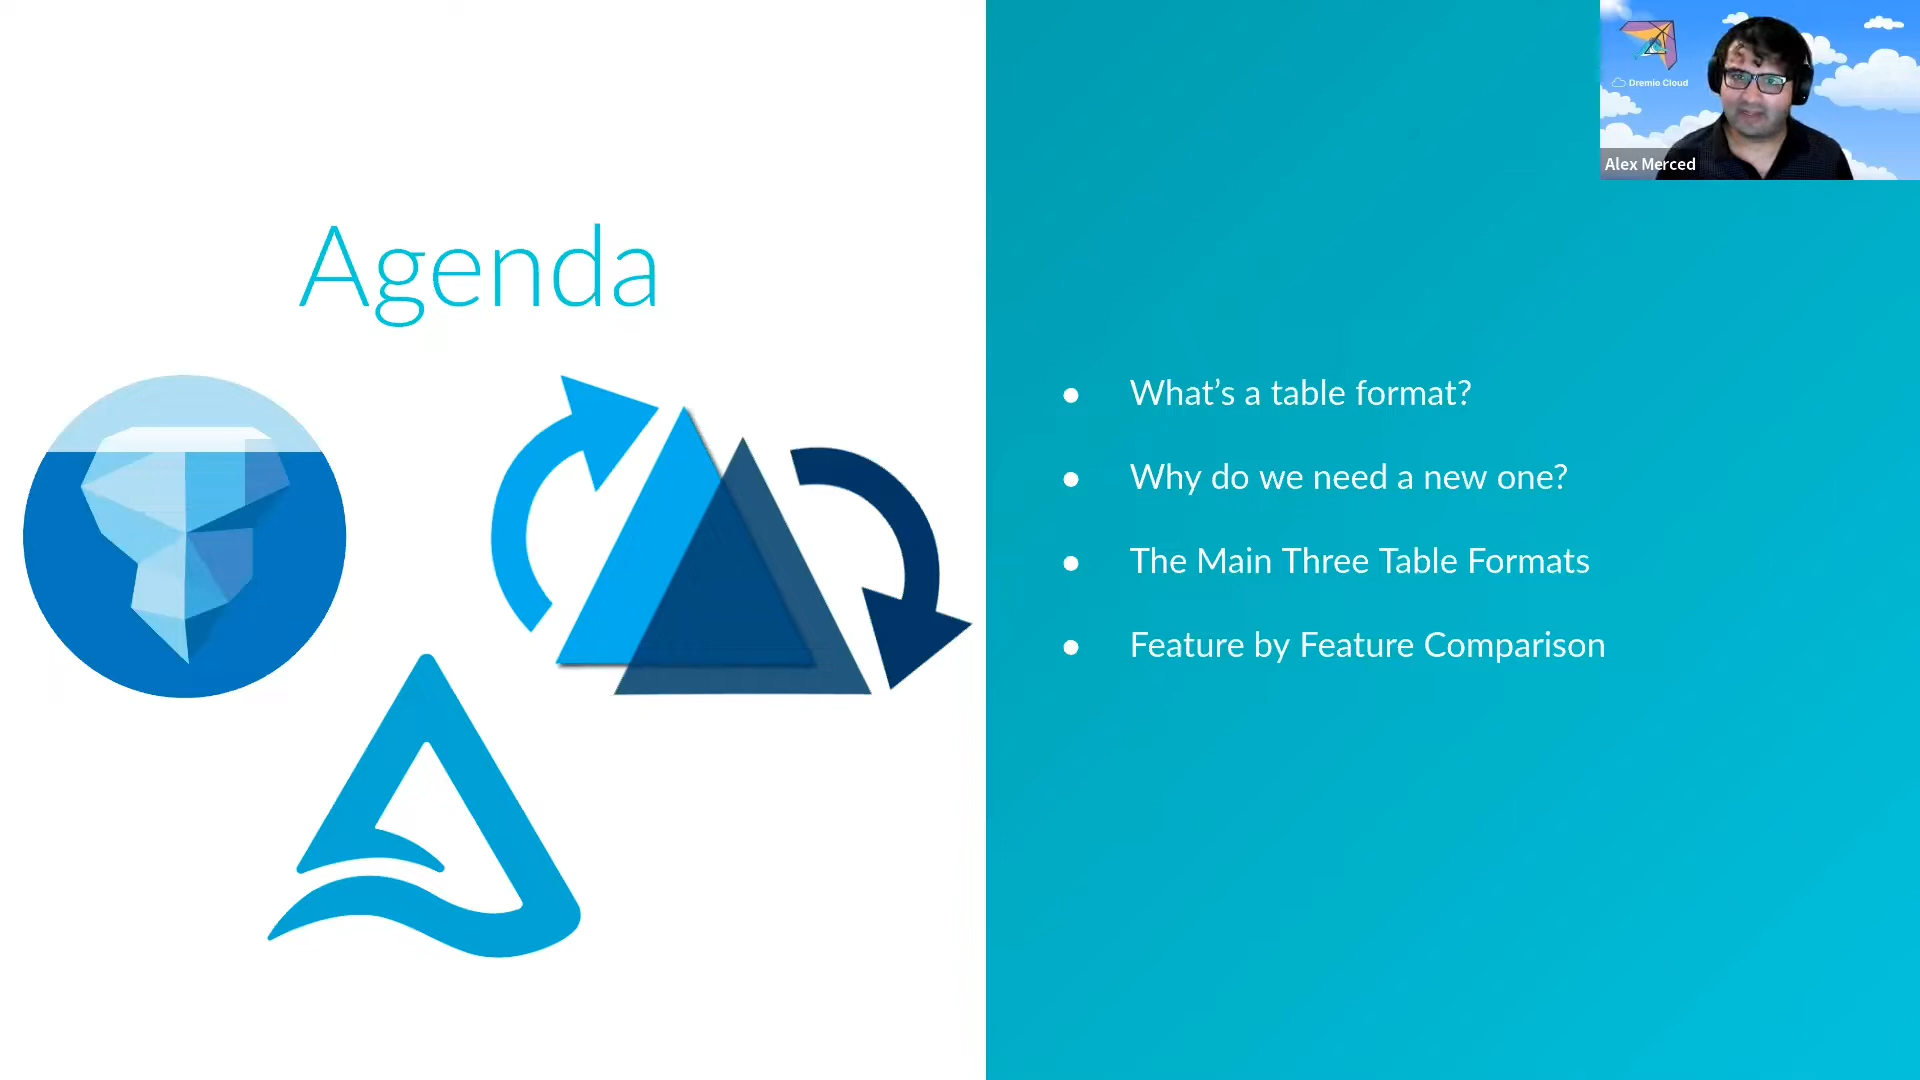 Agenda
What’s a table format?
Why do we need a new one?
The Main Three Table Formats
Feature by Feature Comparison
Dremio Cloud
Alex Merced